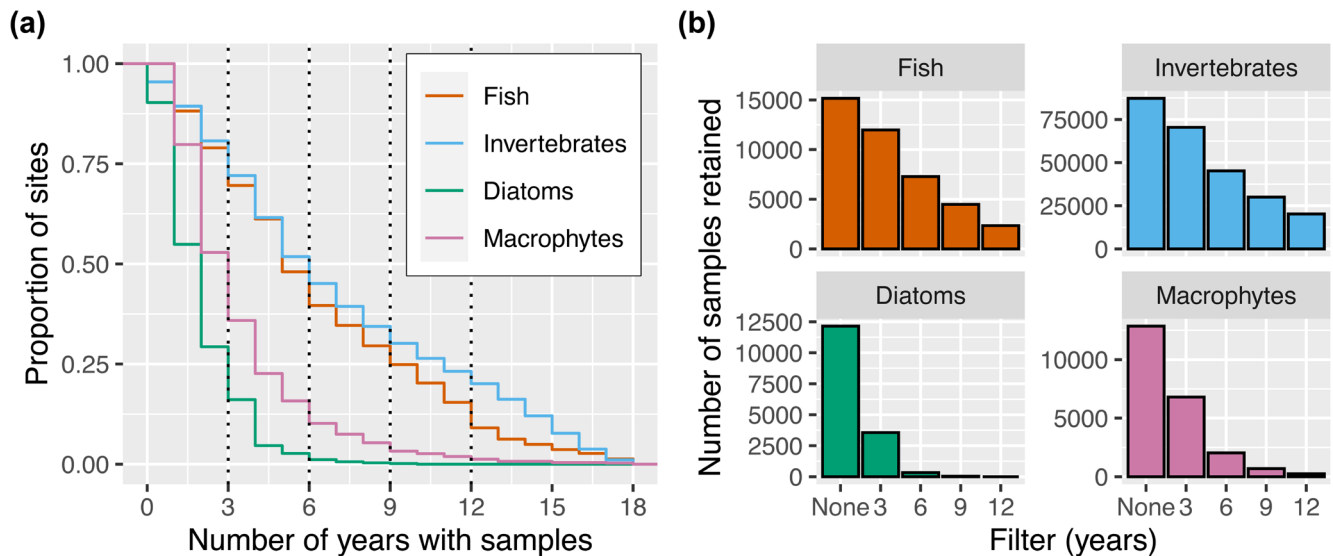 (a)
Proportion of sites
1.00
0.75
0.50
0.25
0.00
0 3 6 9 12 15 18
Number of years with samples
Fish
Invertebrates
Diatoms
Macrophytes
(b)
Number of samples retained
Fish
15000
10000
5000
0
Invertebrates
75000
50000
25000
0
Diatoms
12500
10000
7500
5000
2500
0
None 3 6 9 12
Macrophytes
10000
5000
0
None 3 6 9 12
Filter (years)